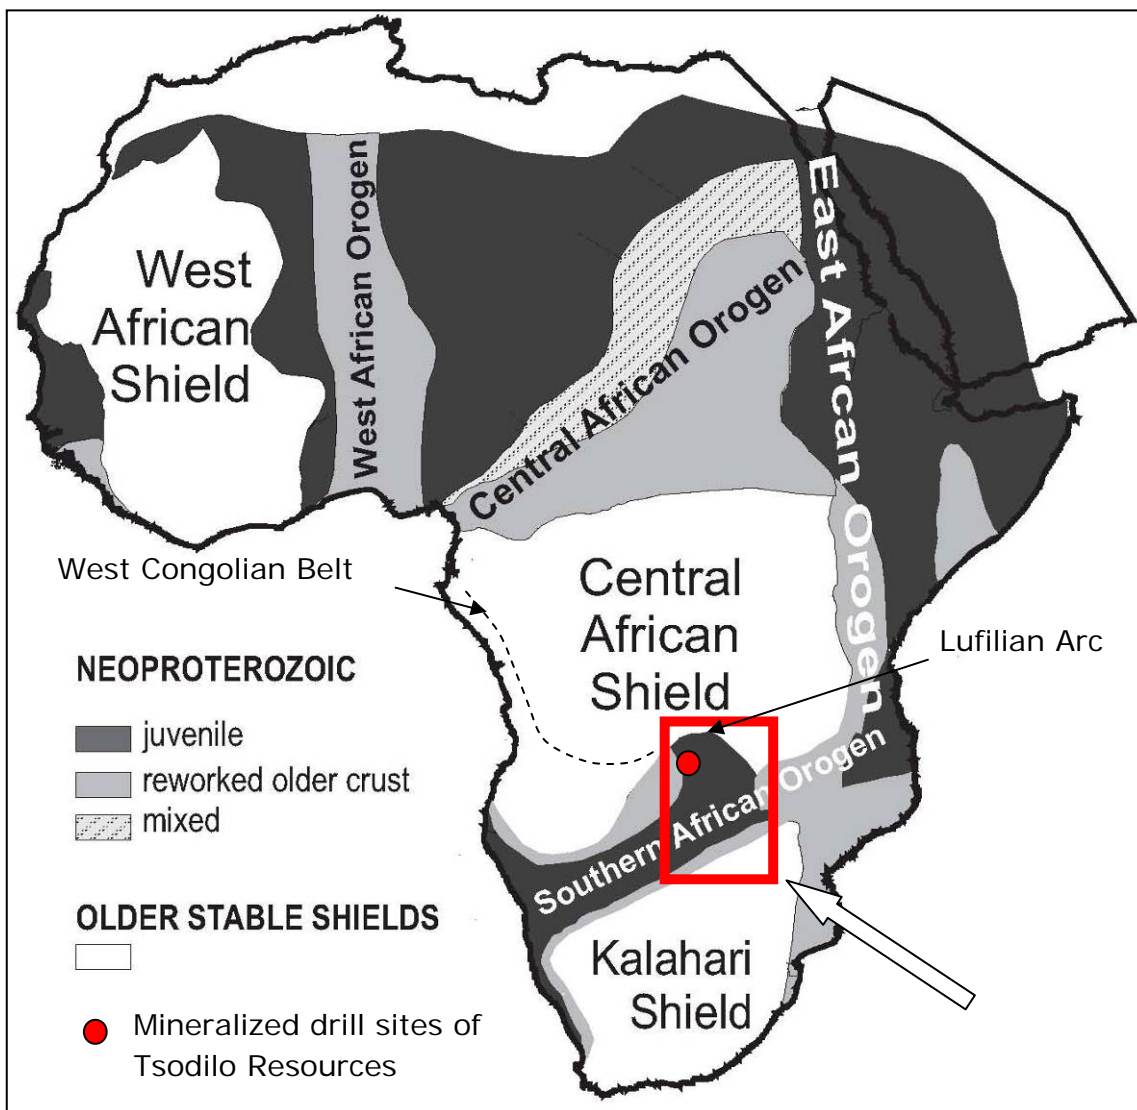 West
African
Shield
West African Orogen
Central African Orogen
East Afrcan Orogen
West Congolian Belt
Central
African
Shield
Lufilian Arc
NEOPROTEROZOIC
juvenile
reworked older crust
mixed
Southern African Orogen
OLDER STABLE SHIELDS
Kalahari
Shield
Mineralized drill sites of
Tsodilo Resources